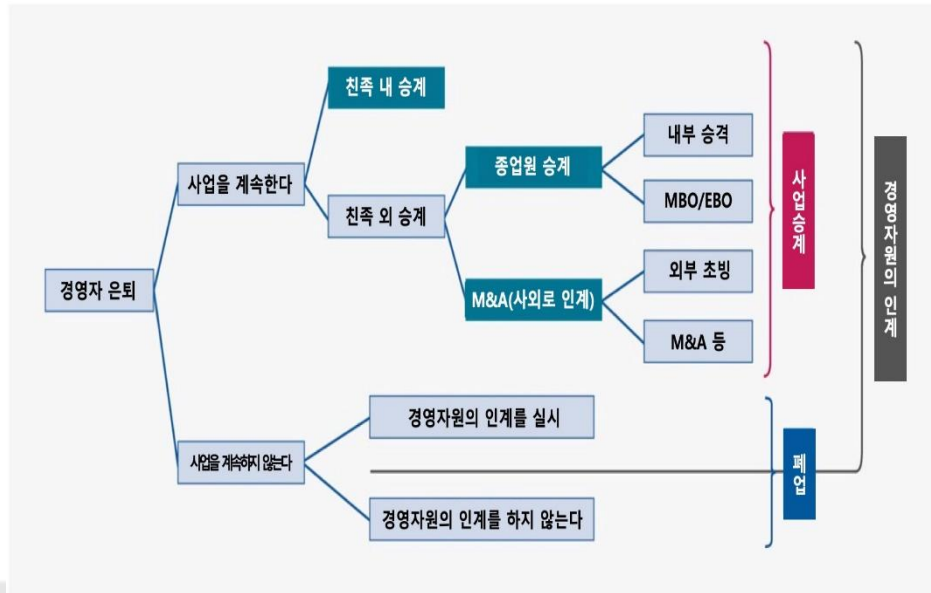 친족 내 승계
내부 승격
종업원 승계
사업을 계속한다
MBO/EBO
친족 외 승계
사업승계
경영자원의 인계
외부 초빙
경영자 은퇴
M&A(사외로 인계)
M&A 등
경영자원의 인계를 실시
사업을 계속하지 않는다
폐업
경영자원의 인계를 하지 않는다